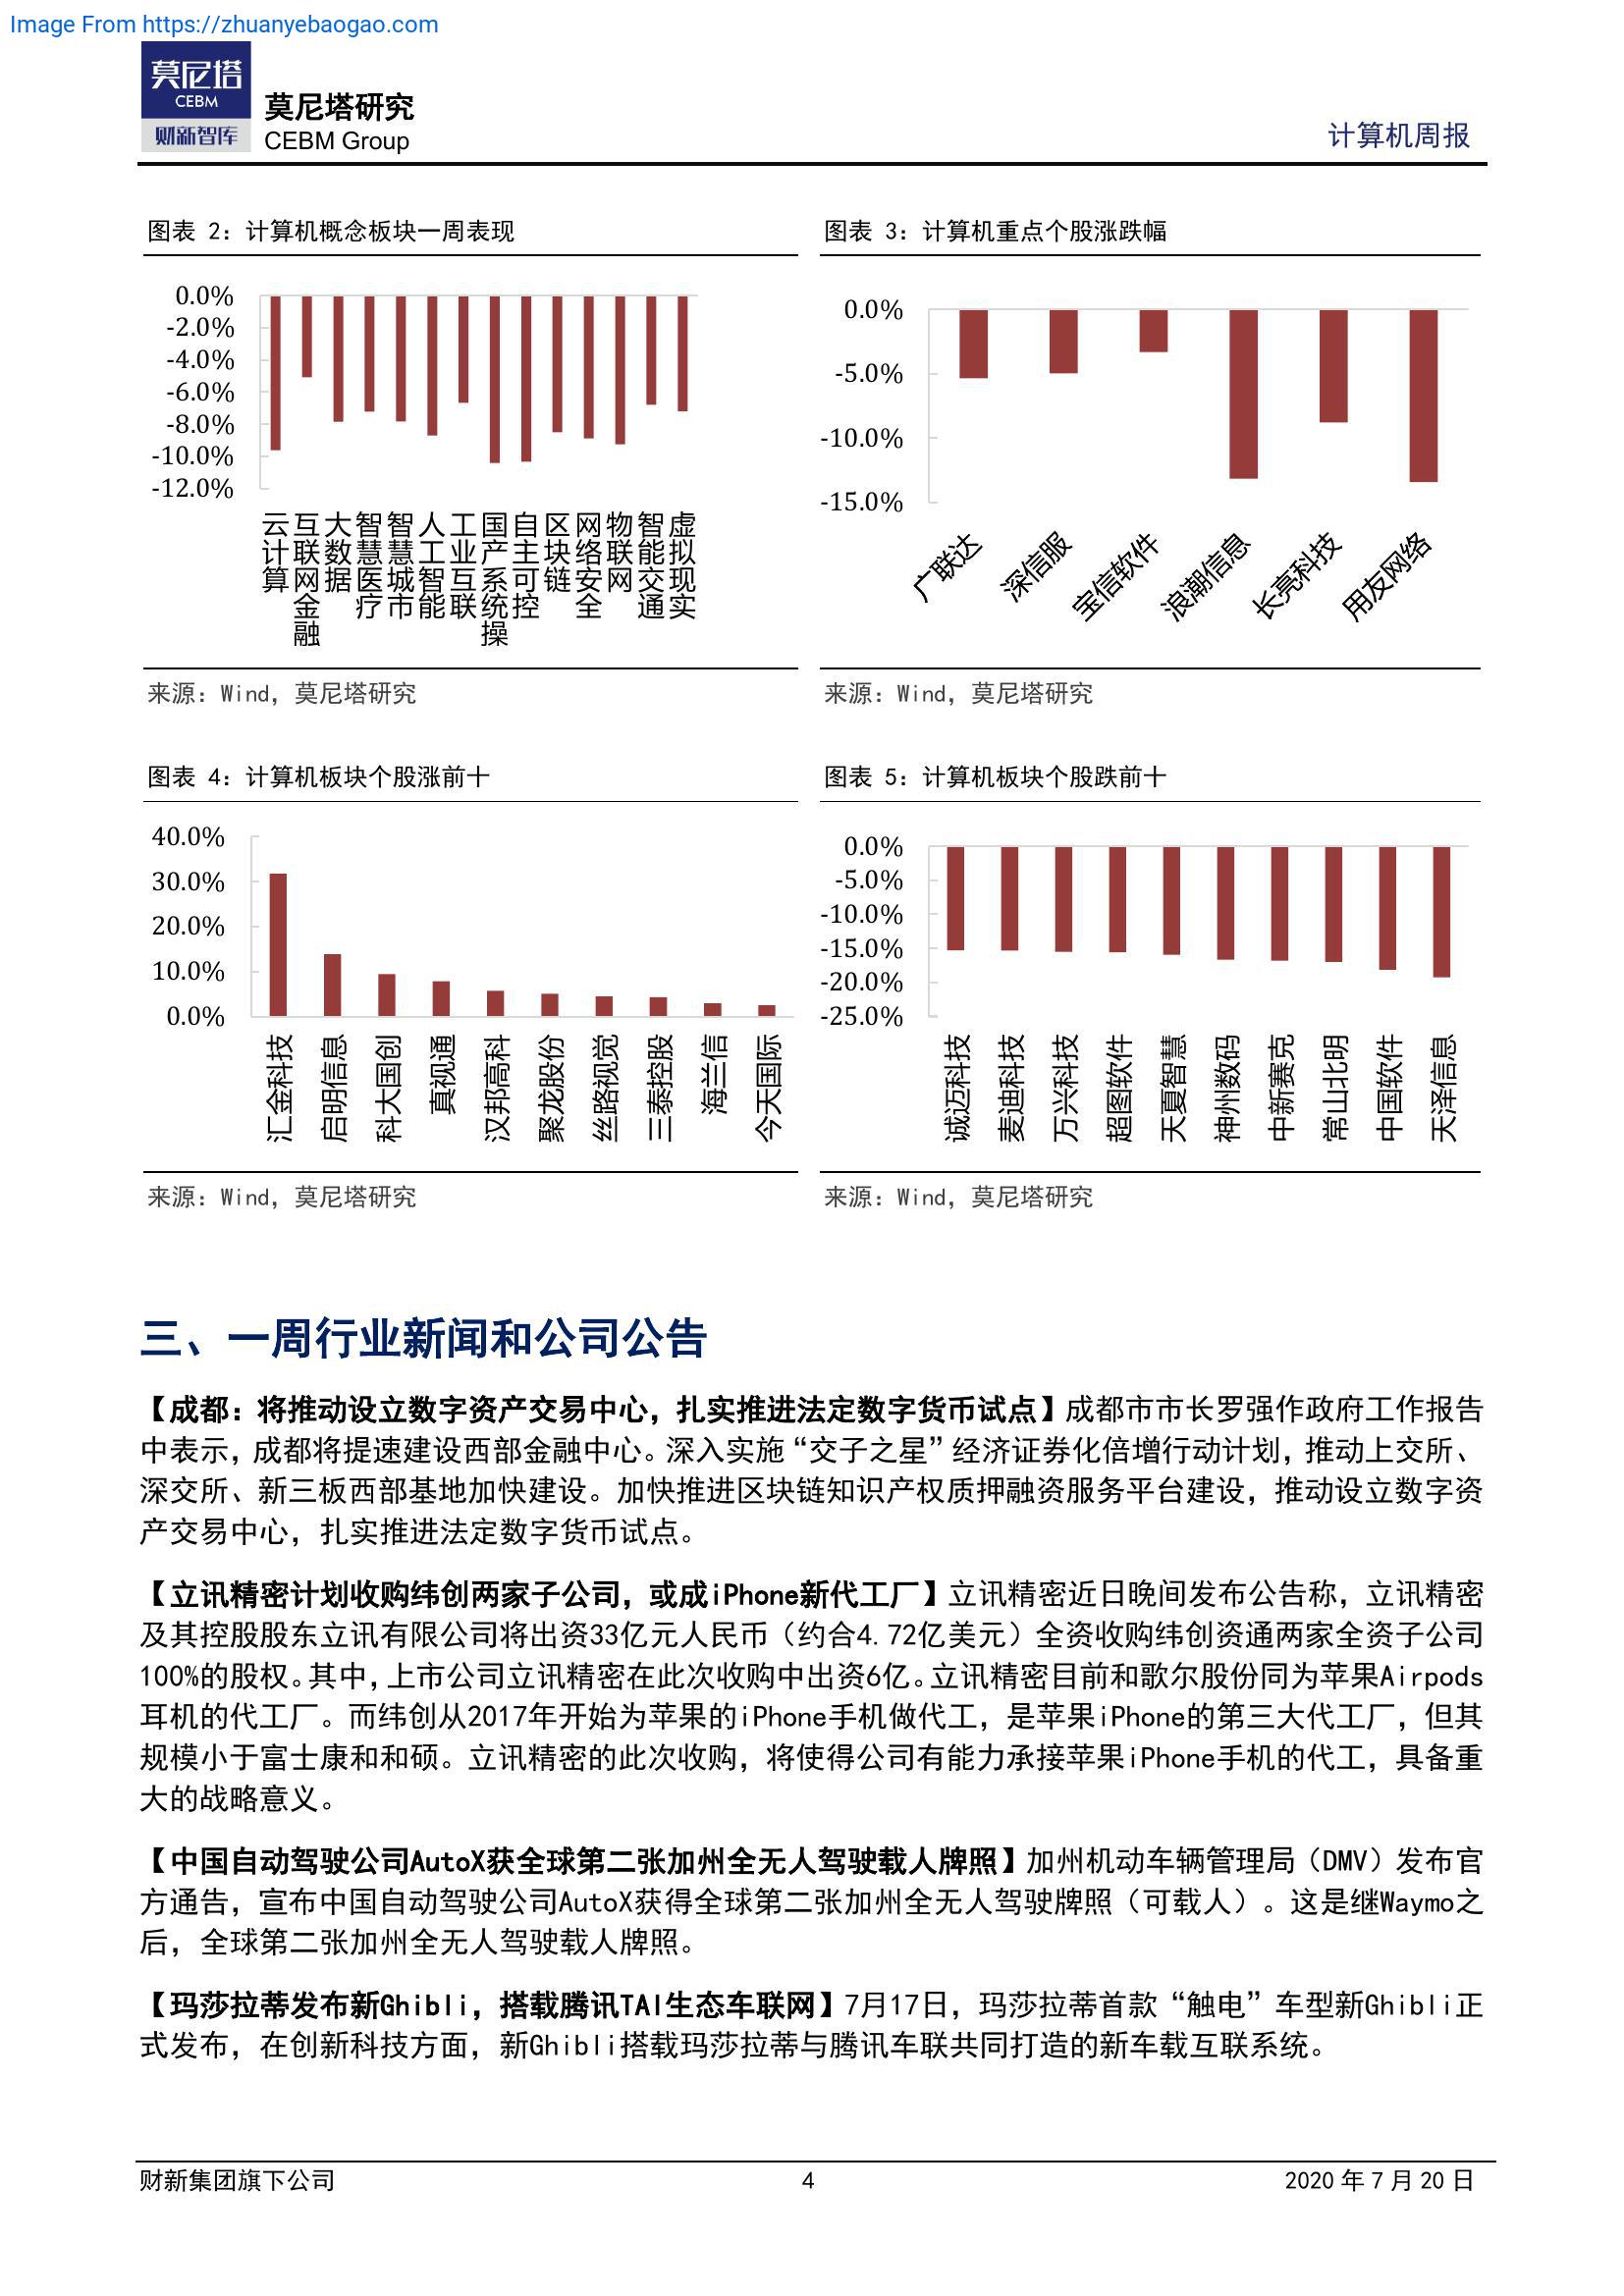 Image From https://zhuanyebaogao.com
莫尼塔
CEBM
财新智库
莫尼塔研究
CEBM Group
计算机周报
图表 2：计算机概念板块一周表现
0.0%
-2.0%
-4.0%
-6.0%
-8.0%
-10.0%
-12.0%
云计算
互联网金融
大数据
智慧医疗
智慧城市
人工智能
工业互联
国产系统操
自主可控
区块链
网络安全
物联网
智能交通
虚拟现实
来源：Wind，莫尼塔研究
图表 3：计算机重点个股涨跌幅
0.0%
-5.0%
-10.0%
-15.0%
广联达
深信服
宝信软件
浪潮信息
长亮科技
用友网络
来源：Wind，莫尼塔研究
图表 4：计算机板块个股涨前十
40.0%
30.0%
20.0%
10.0%
0.0%
汇金科技
启明信息
科大国创
真视通
汉邦高科
聚龙股份
丝路视觉
三泰控股
海兰信
今天国际
来源：Wind，莫尼塔研究
图表 5：计算机板块个股跌前十
0.0%
-5.0%
-10.0%
-15.0%
-20.0%
-25.0%
诚迈科技
麦迪科技
万兴科技
超图软件
天夏智慧
神州数码
中新赛克
常山北明
中国软件
天泽信息
来源：Wind，莫尼塔研究
三、一周行业新闻和公司公告
【成都：将推动设立数字资产交易中心，扎实推进法定数字货币试点】成都市市长罗强作政府工作报告
中表示，成都将提速建设西部金融中心。深入实施“交子之星”经济证券化倍增行动计划，推动上交所、
深交所、新三板西部基地加快建设。加快推进区块链知识产权质押融资服务平台建设，推动设立数字资
产交易中心，扎实推进法定数字货币试点。
【立讯精密计划收购纬创两家子公司，或成iPhone新代工厂】立讯精密近日晚间发布公告称，立讯精密
及其控股股东立讯有限公司将出资33亿元人民币（约合4.72亿美元）全资收购纬创资通两家全资子公司
100%的股权。其中，上市公司立讯精密在此次收购中出资6亿。立讯精密目前和歌尔股份同为苹果Airpods
耳机的代工厂。而纬创从2017年开始为苹果的iPhone手机做代工，是苹果iPhone的第三大代工厂，但其
规模小于富士康和和硕。立讯精密的此次收购，将使得公司有能力承接苹果iPhone手机的代工，具备重
大的战略意义。
【中国自动驾驶公司AutoX获全球第二张加州全无人驾驶载人牌照】加州机动车辆管理局（DMV）发布官
方通告，宣布中国自动驾驶公司AutoX获得全球第二张加州全无人驾驶牌照（可载人）。这是继Waymo之
后，全球第二张加州全无人驾驶载人牌照。
【玛莎拉蒂发布新Ghibli，搭载腾讯TAI生态车联网】7月17日，玛莎拉蒂首款“触电”车型新Ghibli正
式发布，在创新科技方面，新Ghibli搭载玛莎拉蒂与腾讯车联共同打造的新车载互联系统。
财新集团旗下公司
4
2020 年 7 月 20 日